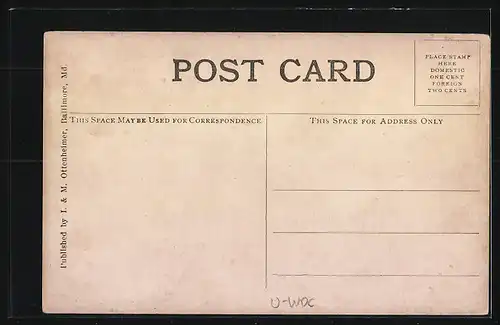 POST CARD
PLACE STAMP
HERE
DOMESTIC
ONE CENT
FOREIGN
TWO CENTS
THIS SPACE MAY BE USED FOR CORRESPONDENCE
THIS SPACE FOR ADDRESS ONLY
Published by I. & M. Ottenheimer, Baltimore, Md.
U-WDC